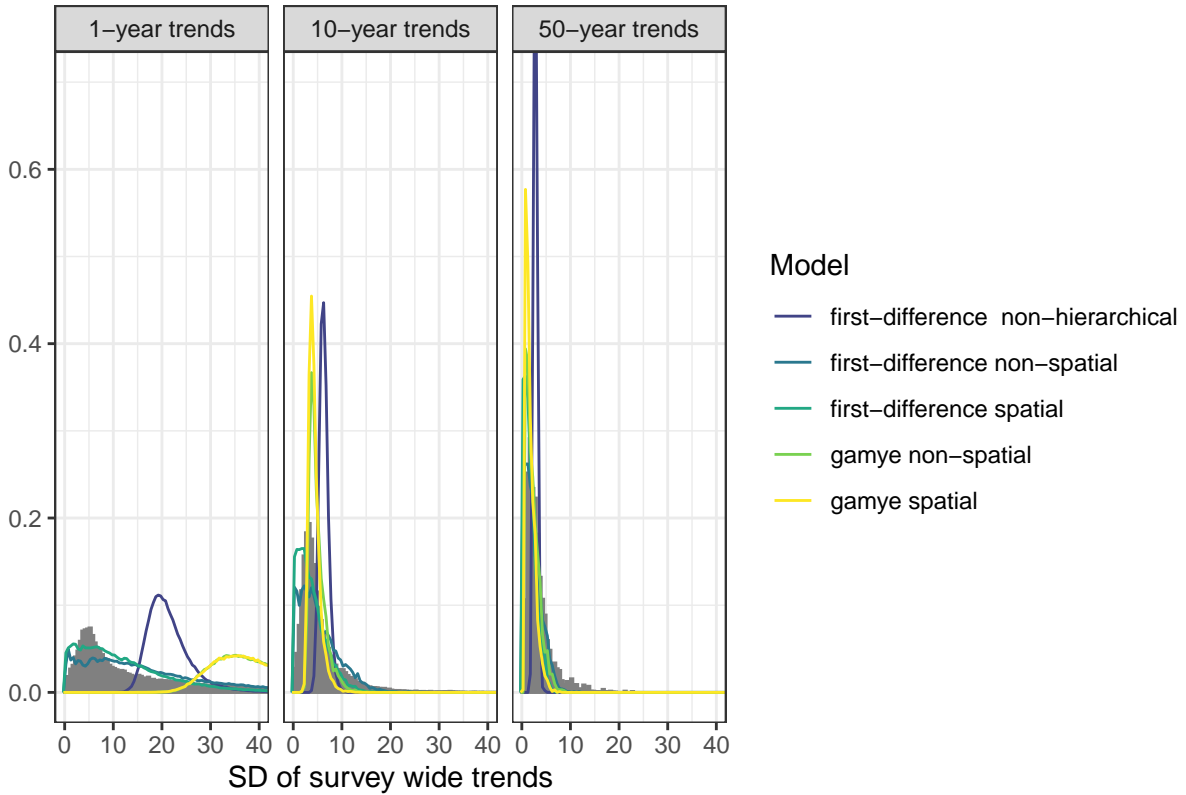 1−year trends
10−year trends
50−year trends
0.6
0.4
0.2
0.0
0 10 20 30 40
0 10 20 30 40
0 10 20 30 40
SD of survey wide trends
Model
first−difference  non−hierarchical
first−difference non−spatial
first−difference spatial
gamye non−spatial
gamye spatial